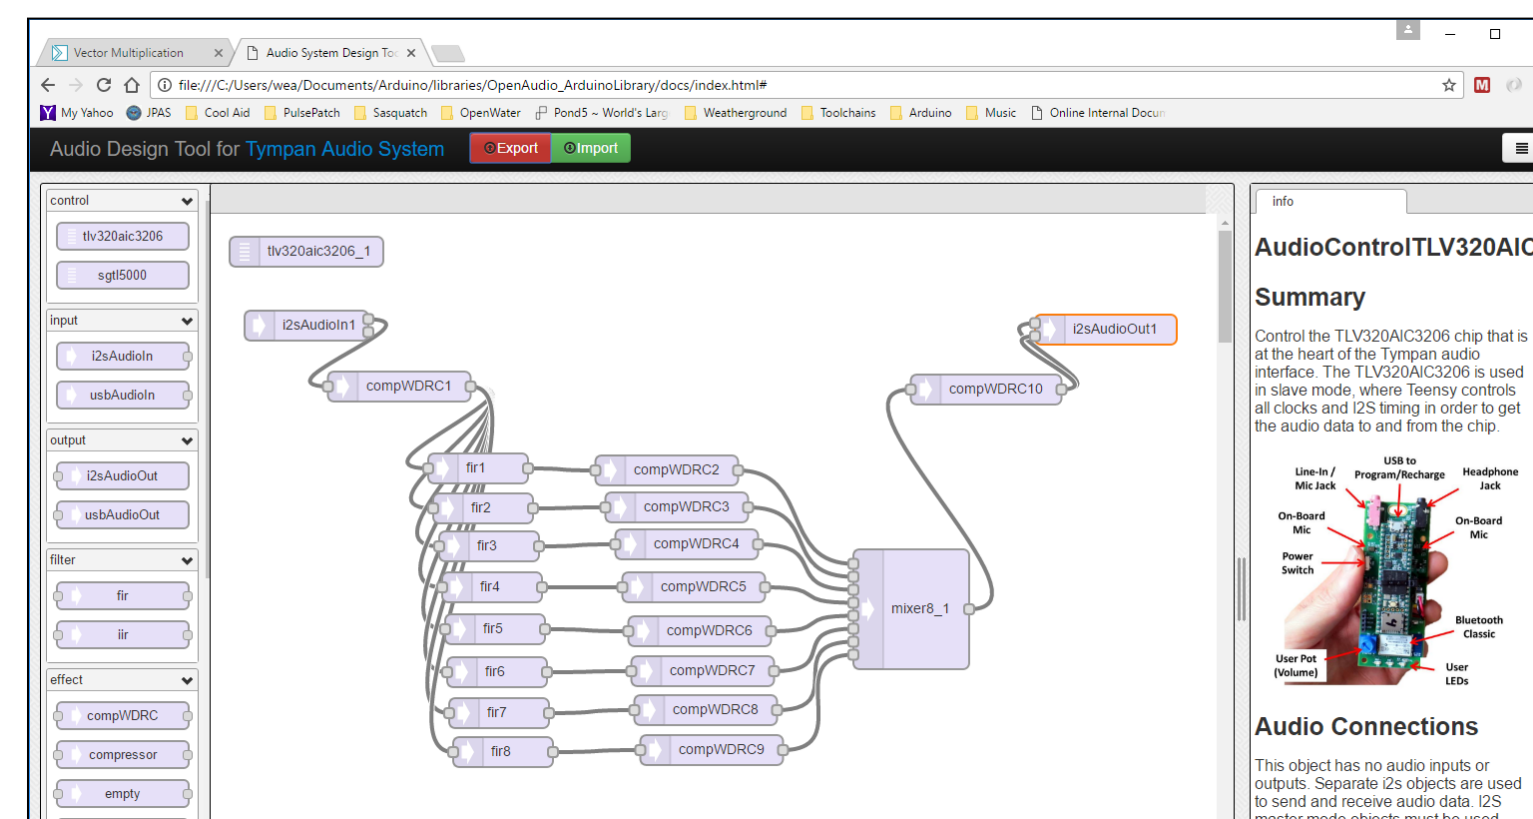 Vector Multiplication
Audio System Design Toc
file:///C:/Users/wea/Documents/Arduino/libraries/OpenAudio_ArduinoLibrary/docs/index.html#
My Yahoo JPAS Cool Aid PulsePatch Sasquatch OpenWater Pond5 ~ World's Larg Weatherground Toolchains Arduino Music Online Internal Docun
Audio Design Tool for Tympan Audio System Export Import
control
tlv320aic3206
sgtl5000
input
i2sAudioIn
usbAudioIn
output
i2sAudioOut
usbAudioOut
filter
fir
iir
effect
compWDRC
compressor
empty
tlv320aic3206_1
i2sAudioIn1
compWDRC1
fir1
fir2
fir3
fir4
fir5
fir6
fir7
fir8
compWDRC2
compWDRC3
compWDRC4
compWDRC5
compWDRC6
compWDRC7
compWDRC8
compWDRC9
mixer8_1
compWDRC10
i2sAudioOut1
info
AudioControlTLV320AIC
Summary
Control the TLV320AIC3206 chip that is
at the heart of the Tympan audio
interface. The TLV320AIC3206 is used
in slave mode, where Teensy controls
all clocks and I2S timing in order to get
the audio data to and from the chip.
Line-In /
Mic Jack
USB to
Program/Recharge
Headphone
Jack
On-Board
Mic
On-Board
Mic
Power
Switch
Bluetooth
Classic
User Pot
(Volume)
User
LEDs
Audio Connections
This object has no audio inputs or
outputs. Separate i2s objects are used
to send and receive audio data. I2S
master mode objects must be used